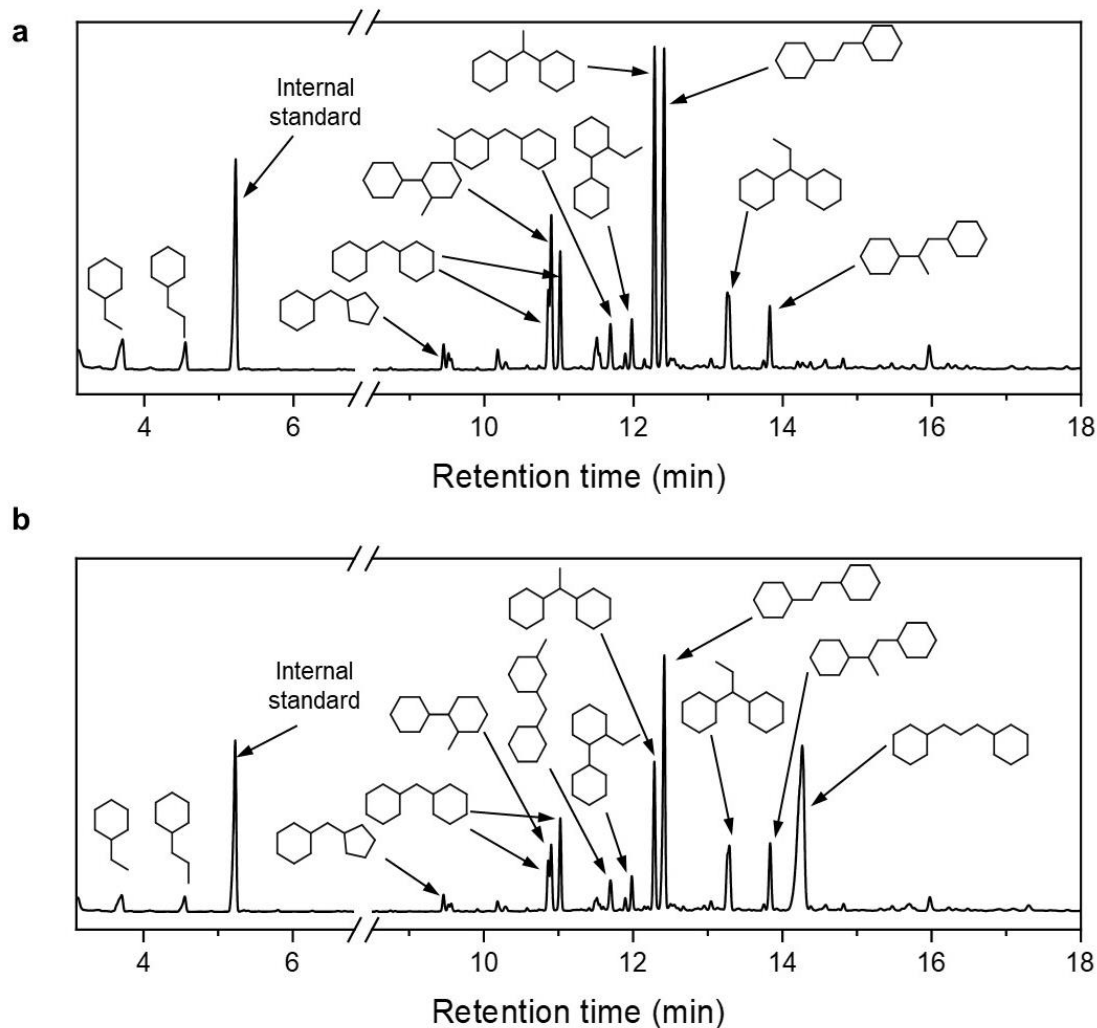 a
Internal
standard
4
6
10
12
14
16
18
Retention time (min)
b
Internal
standard
4
6
10
12
14
16
18
Retention time (min)